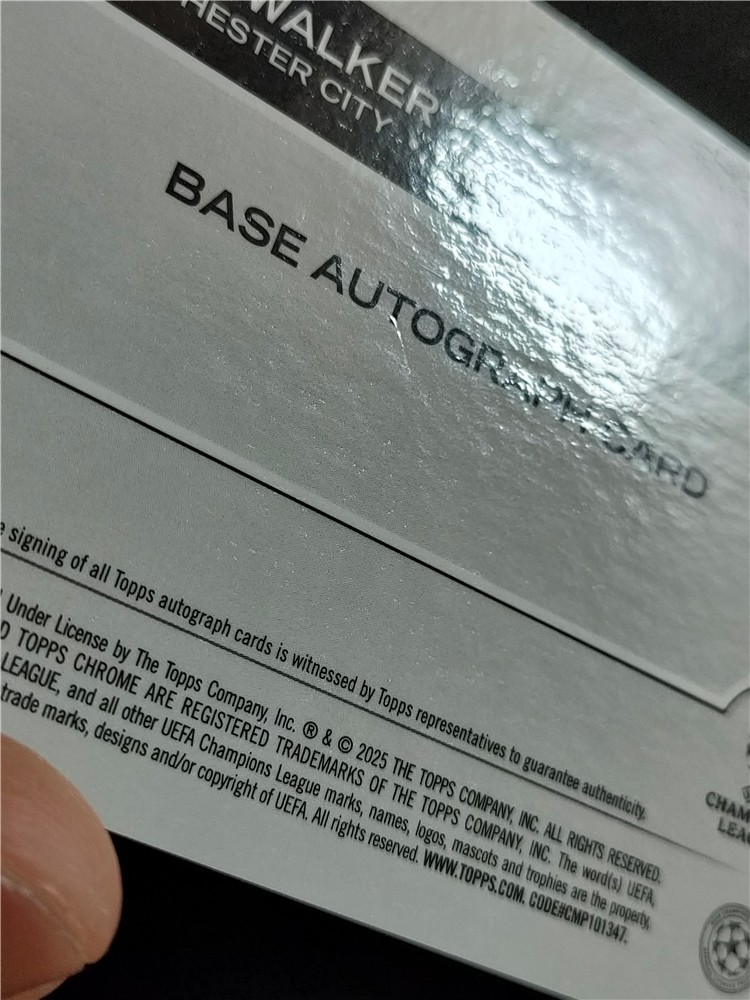 WALKER
HESTER CITY
BASE AUTOGRAPH CARD
signing of all Topps autograph cards is witnessed by Topps representatives to guarantee authenticity.
Under License by The Topps Company, Inc. ® & © 2025 THE TOPPS COMPANY, INC. ALL RIGHTS RESERVED.
D TOPPS CHROME ARE REGISTERED TRADEMARKS OF THE TOPPS COMPANY, INC. The word(s) UEFA,
LEAGUE, and all other UEFA Champions League marks, names, logos, mascots and trophies are the property,
trade marks, designs and/or copyright of UEFA. All rights reserved. WWW.TOPPS.COM. CODE#CMP101347.
CHAM
LEA